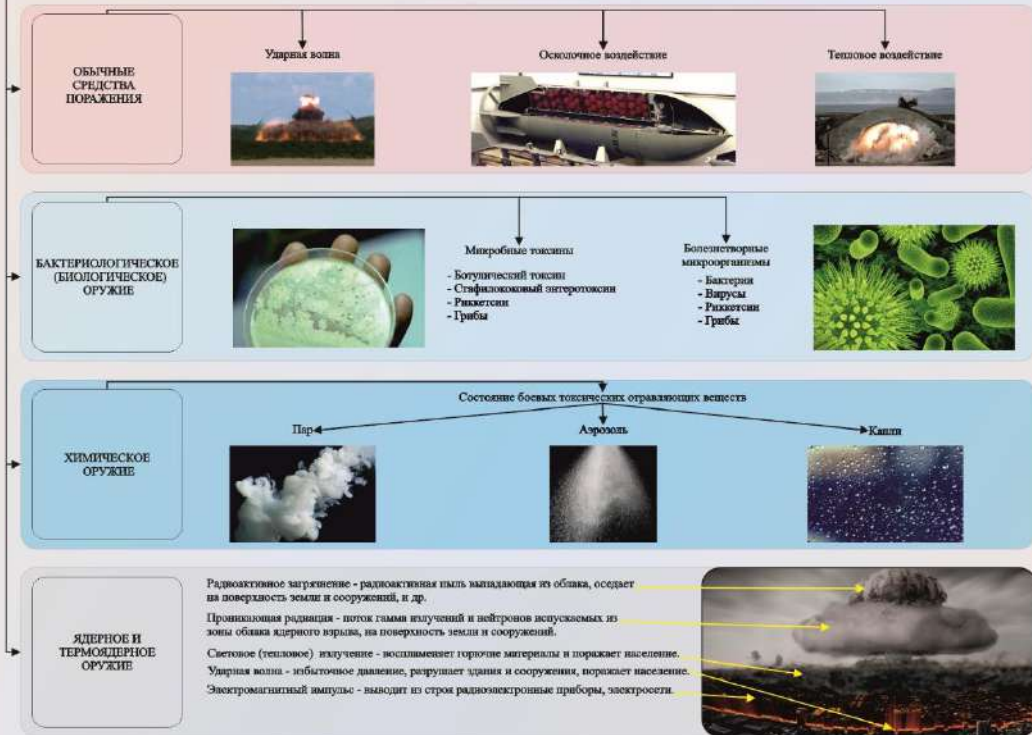 ОБЫЧНЫЕ
СРЕДСТВА
ПОРАЖЕНИЯ
Ударная волна
Осколочное воздействие
Тепловое воздействие
БАКТЕРИОЛОГИЧЕСКОЕ
(БИОЛОГИЧЕСКОЕ)
ОРУЖИЕ
Микробные токсины
- Ботулический токсин
- Стафилококовый энтеротоксин
- Риккетсии
- Грибы
Болезнетворные
микроорганизмы
- Бактерии
- Вирусы
- Риккетсии
- Грибы
ХИМИЧЕСКОЕ
ОРУЖИЕ
Состояние боевых токсических отравляющих веществ
Пар
Аэрозоль
Капли
ЯДЕРНОЕ И
ТЕРМОЯДЕРНОЕ
ОРУЖИЕ
Радиоактивное загрязнение - радиоактивная пыль выпадающая из облака, оседает
на поверхность земли и сооружений, и др.
Проникающая радиация - поток гамма излучений и нейтронов испускаемых из
зоны облака ядерного взрыва, на поверхность земли и сооружений.
Световое (тепловое) излучение - воспламеняет горючие материалы и поражает население.
Ударная волна - избыточное давление, разрушает здания и сооружения, поражает население.
Электромагнитный импульс - выводит из строя радиоэлектронные приборы, электросети.